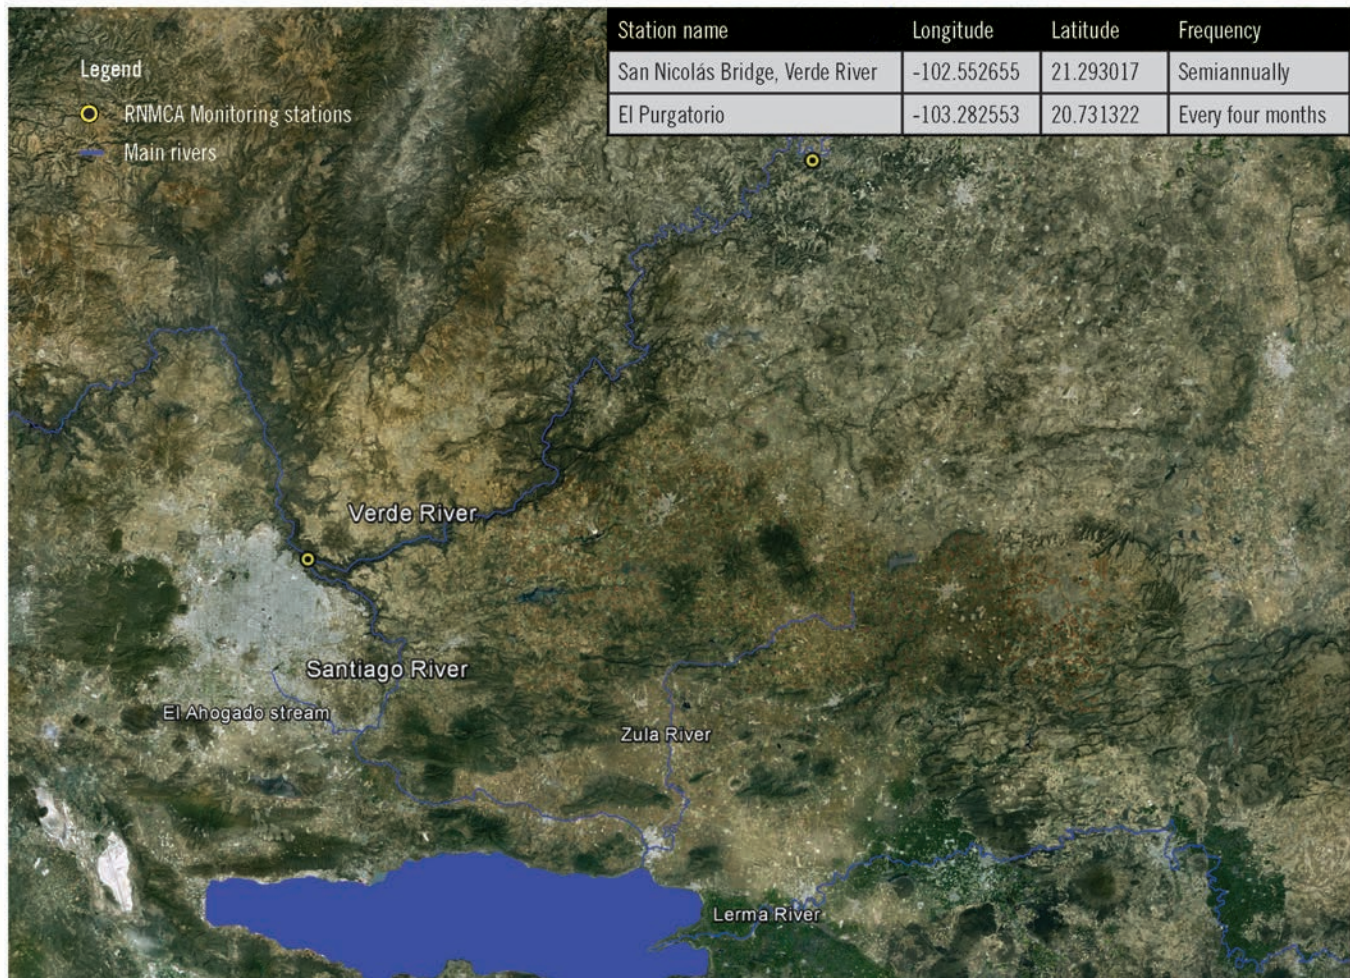 Station name Longitude Latitude Frequency
San Nicolás Bridge, Verde River -102.552655 21.293017 Semiannually
El Purgatorio -103.282553 20.731322 Every four months
Legend
RNMCA Monitoring stations
Main rivers
Verde River
Santiago River
El Ahogado stream
Zula River
Lerma River